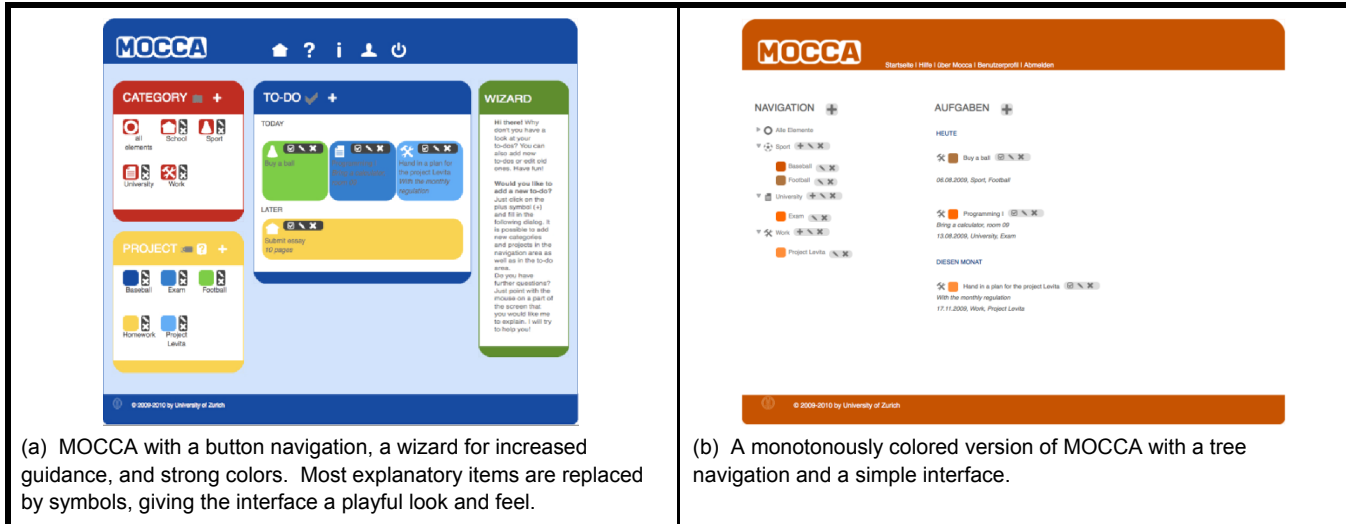 MOCCA
CATEGORY +
All
elements
School
Sport
University
Work
PROJECT ? +
Baseball
Exam
Football
Homework
Project
Levita
TO-DO +
TODAY
Buy a ball
Hand in a plan for
the project Levita
With the monthly
regulation
LATER
Submit essay
10 pages
WIZARD
Hi there! Why
don't you have a
look at your
to-dos? You can
also add new
to-dos or edit old
ones. Have fun!
Would you like to
add a new to-do?
Just click on the
plus symbol (+)
and fill in the
following dialog. It
is possible to add
new categories
and projects in the
navigation area as
well as in the to-do
area.
Do you have
further questions?
Just point with the
mouse on a part of
the screen that
you would like me
to explain. I will try
to help you!
© 2009-2010 by University of Zurich
(a) MOCCA with a button navigation, a wizard for increased
guidance, and strong colors. Most explanatory items are replaced
by symbols, giving the interface a playful look and feel.
MOCCA
Startseite I Hilfe I über Mocca I Benutzerprofil I Abmelden
NAVIGATION
Alle Elemente
Sport
Baseball
Football
University
Exam
Work
Project Levita
AUFGABEN
HEUTE
Buy a ball
06.08.2009, Sport, Football
Programming I
Bring a calculator, room 09
13.08.2009, University, Exam
DIESEN MONAT
Hand in a plan for the project Levita
With the monthly regulation
17.11.2009, Work, Project Levita
© 2009-2010 by University of Zurich
(b) A monotonously colored version of MOCCA with a tree
navigation and a simple interface.